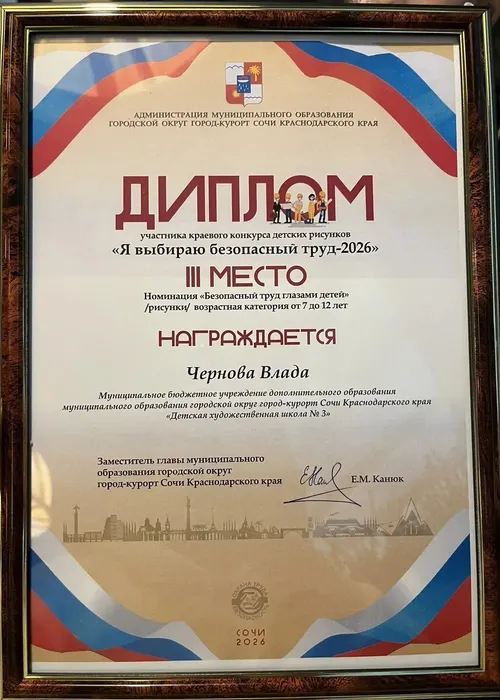 АДМИНИСТРАЦИЯ МУНИЦИПАЛЬНОГО ОБРАЗОВАНИЯ
ГОРОДСКОЙ ОКРУГ ГОРОД-КУРОРТ СОЧИ КРАСНОДАРСКОГО КРАЯ
ДИПЛОМ
участника краевого конкурса детских рисунков
«Я выбираю безопасный труд-2026»
III МЕСТО
Номинация «Безопасный труд глазами детей»
/рисунки/ возрастная категория от 7 до 12 лет
НАГРАЖДАЕТСЯ
Чернова Влада
Муниципальное бюджетное учреждение дополнительного образования
муниципального образования городской округ город-курорт Сочи Краснодарского края
«Детская художественная школа № 3»
Заместитель главы муниципального
образования городской округ
город-курорт Сочи Краснодарского края
Е.М. Канюк
ОХРАНА ТРУДА
СОЧИ
2026